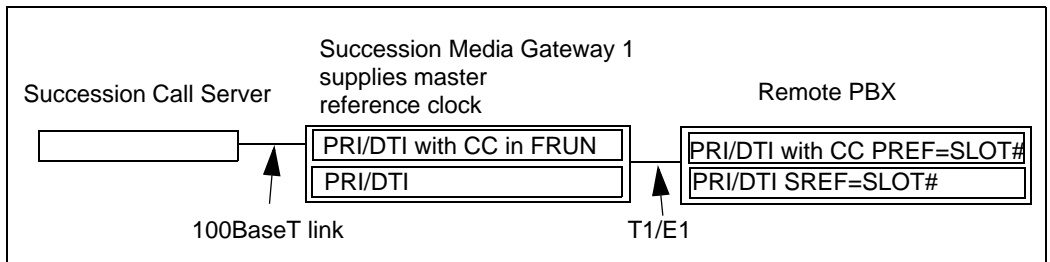 Succession Call Server
Succession Media Gateway 1
supplies master
reference clock
Remote PBX
PRI/DTI with CC in FRUN
PRI/DTI
PRI/DTI with CC PREF=SLOT#
PRI/DTI SREF=SLOT#
100BaseT link
T1/E1